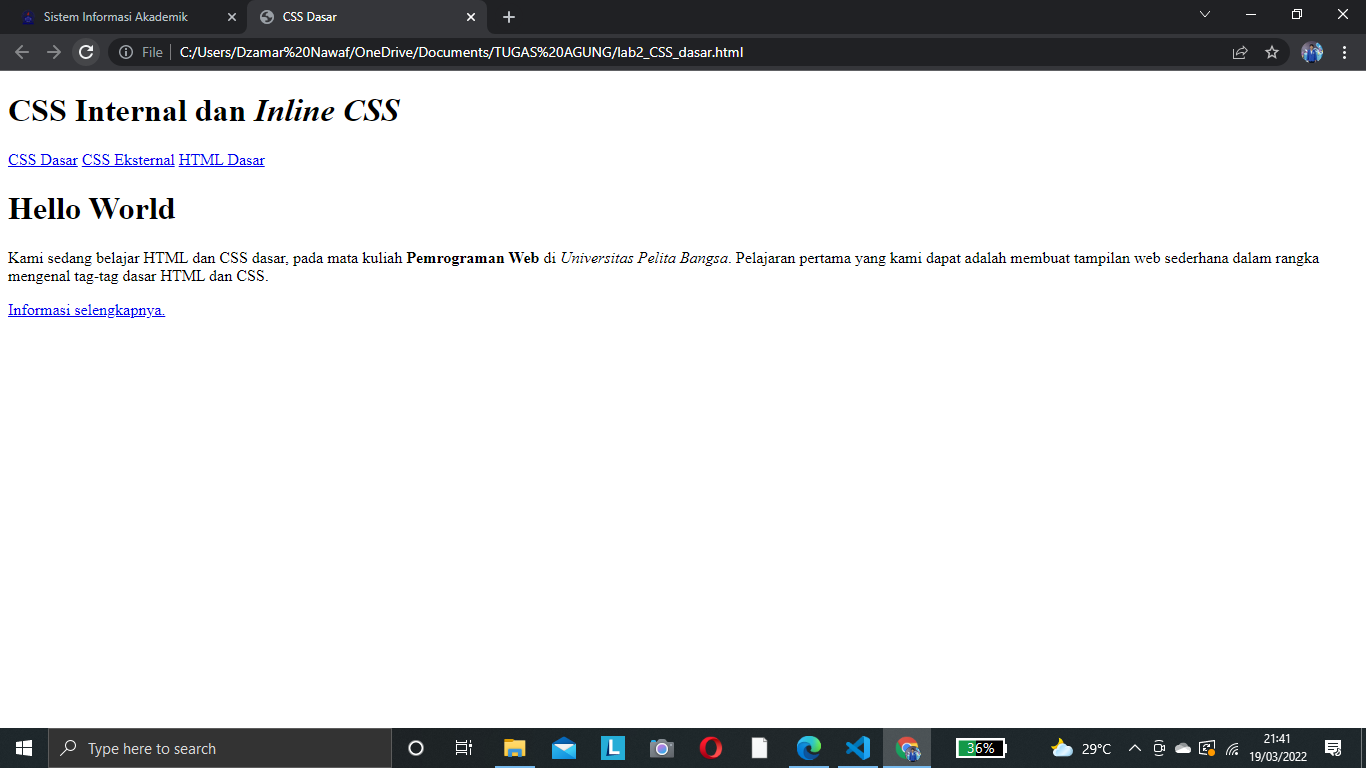 Sistem Informasi Akademik
CSS Dasar
File
C:/Users/Dzamar%20Nawaf/OneDrive/Documents/TUGAS%20AGUNG/lab2_CSS_dasar.html
CSS Internal dan Inline CSS
CSS Dasar CSS Eksternal HTML Dasar
Hello World
Kami sedang belajar HTML dan CSS dasar, pada mata kuliah Pemrograman Web di Universitas Pelita Bangsa. Pelajaran pertama yang kami dapat adalah membuat tampilan web sederhana dalam rangka
mengenal tag-tag dasar HTML dan CSS.
Informasi selengkapnya.
Type here to search
L
36%
29°C
21:41
19/03/2022